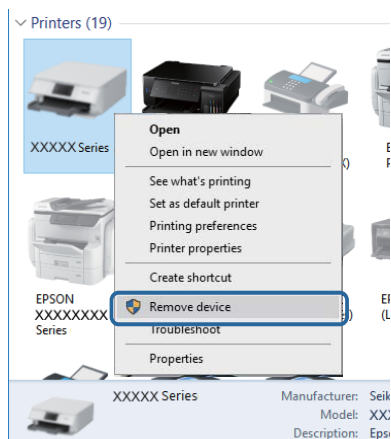 Printers (19)
XXXXX Series
Open
Open in new window
See what's printing
Set as default printer
Printing preferences
Printer properties
Create shortcut
Remove device
Troubleshoot
Properties
EPSON
XXXXXXXX
Series
XXXXX Series
Manufacturer:
Model:
Description: